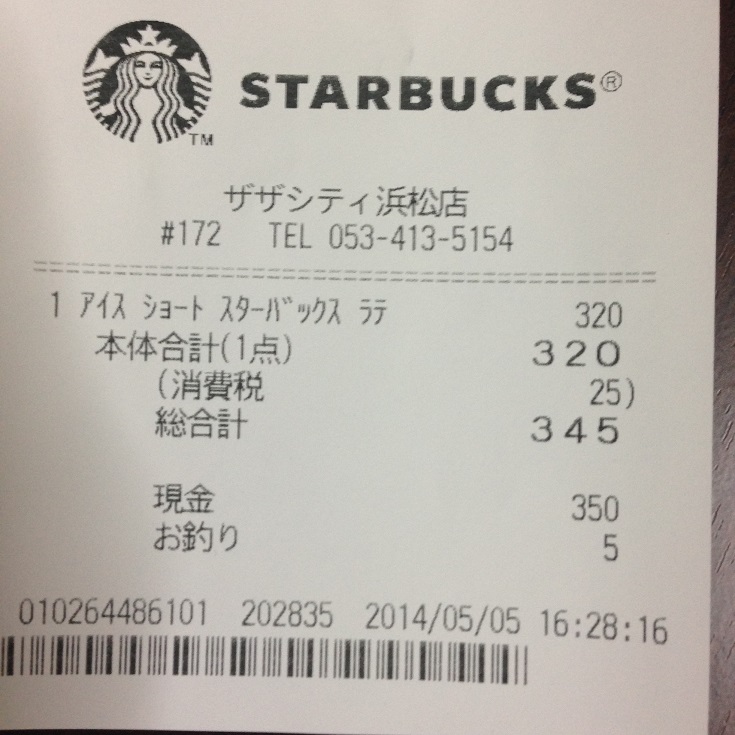 STARBUCKS®
TM
ザザシティ浜松店
#172 TEL 053-413-5154
1 ｱｲｽ ｼｮｰﾄ ｽﾀｰﾊﾞｯｸｽ ﾗﾃ 320
本体合計(1点) 320
(消費税 25)
総合計 345
現金 350
お釣り 5
010264486101 202835 2014/05/05 16:28:16